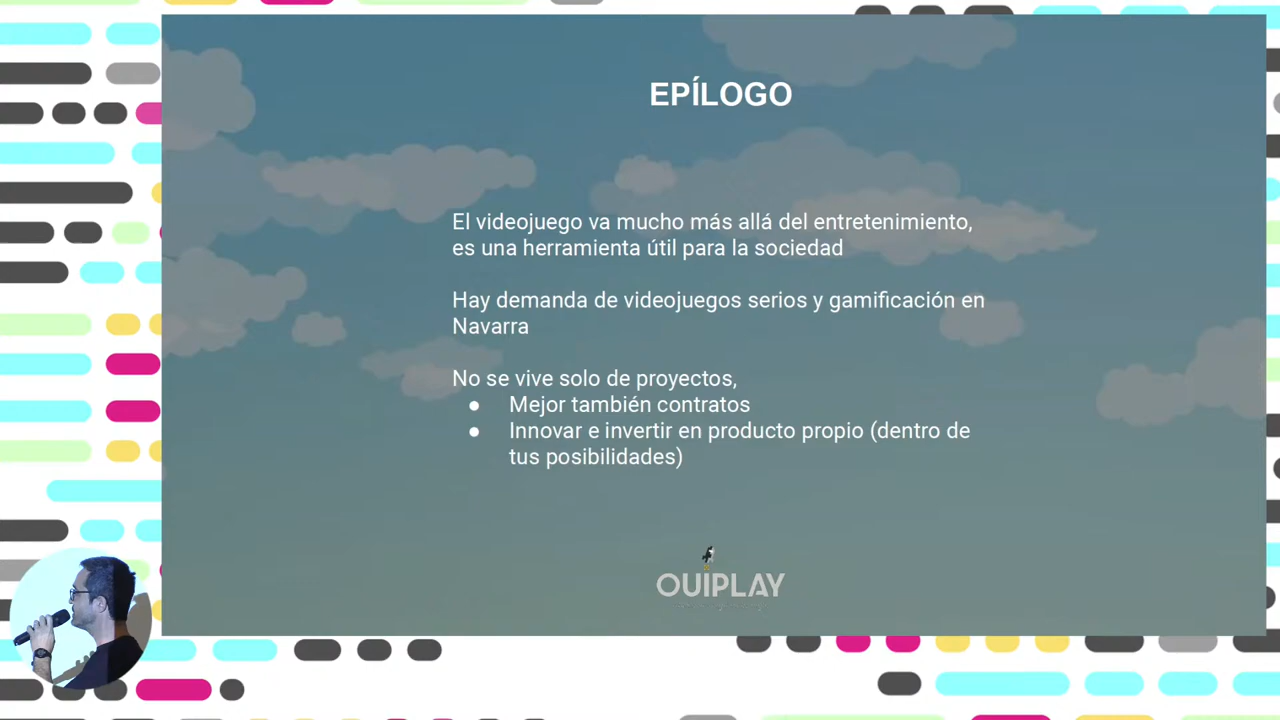 EPÍLOGO
El videojuego va mucho más allá del entretenimiento,
es una herramienta útil para la sociedad
Hay demanda de videojuegos serios y gamificación en
Navarra
No se vive solo de proyectos,
● Mejor también contratos
● Innovar e invertir en producto propio (dentro de
tus posibilidades)
OUIPLAY